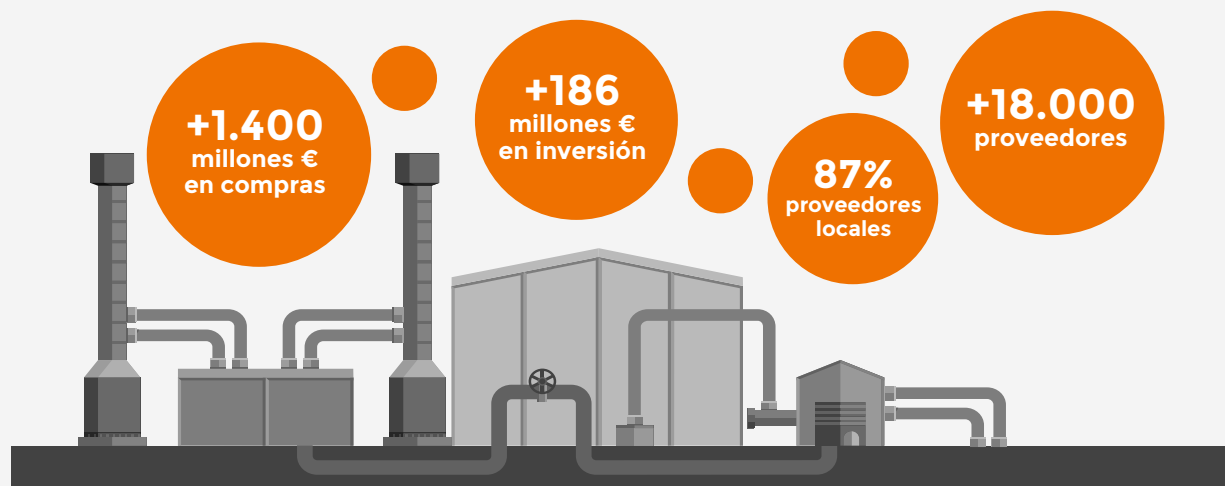 +1.400
millones €
en compras
+186
millones €
en inversión
87%
proveedores
locales
+18.000
proveedores